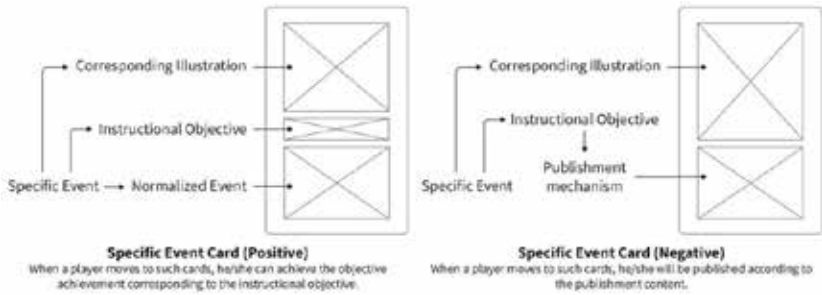 Corresponding Illustration
Instructional Objective
Specific Event
Normalized Event
Specific Event Card (Positive)
When a player moves to such cards, he/she can achieve the objective
achievement corresponding to the instructional objective.
Corresponding Illustration
Instructional Objective
Publishment
mechanism
Specific Event
Specific Event Card (Negative)
When a player moves to such cards, he/she will be published according to
the publishment content.